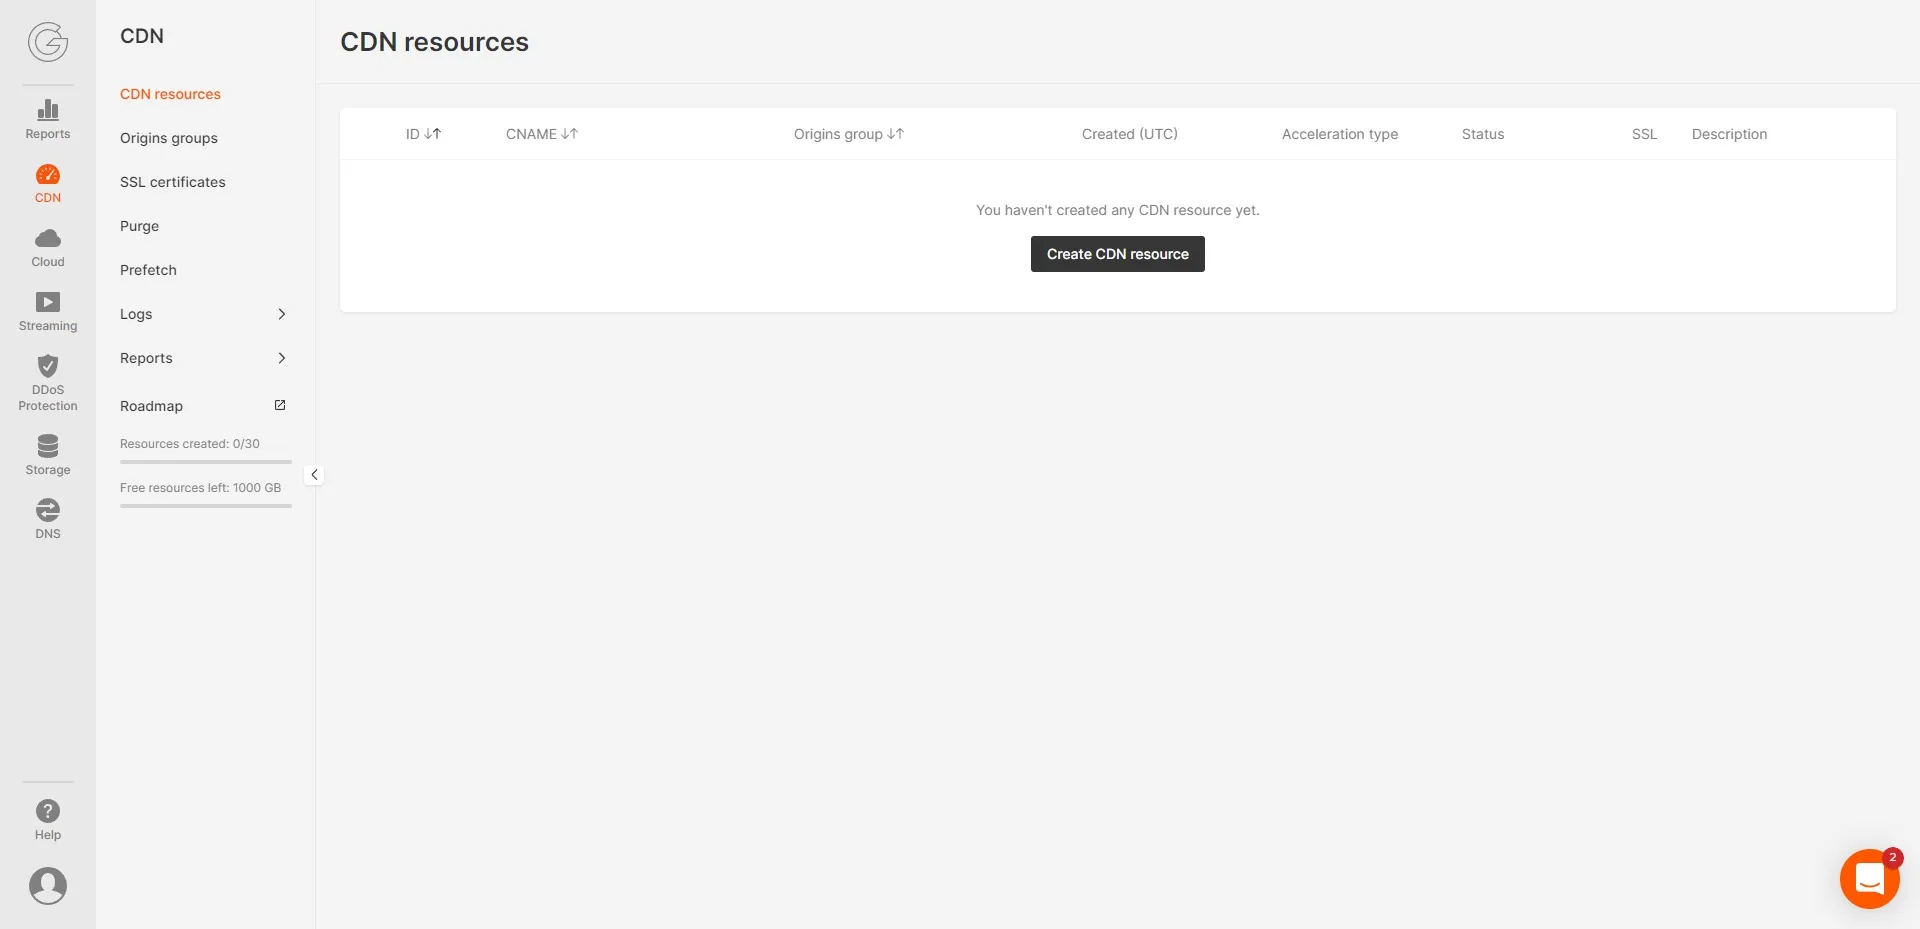 Reports
CDN
Cloud
Streaming
DDoS
Protection
Storage
DNS
Help
CDN
CDN resources
Origins groups
SSL certificates
Purge
Prefetch
Logs
Reports
Roadmap
Resources created: 0/30
Free resources left: 1000 GB
CDN resources
ID CNAME Origins group Created (UTC) Acceleration type Status SSL Description
You haven't created any CDN resource yet.
Create CDN resource
2